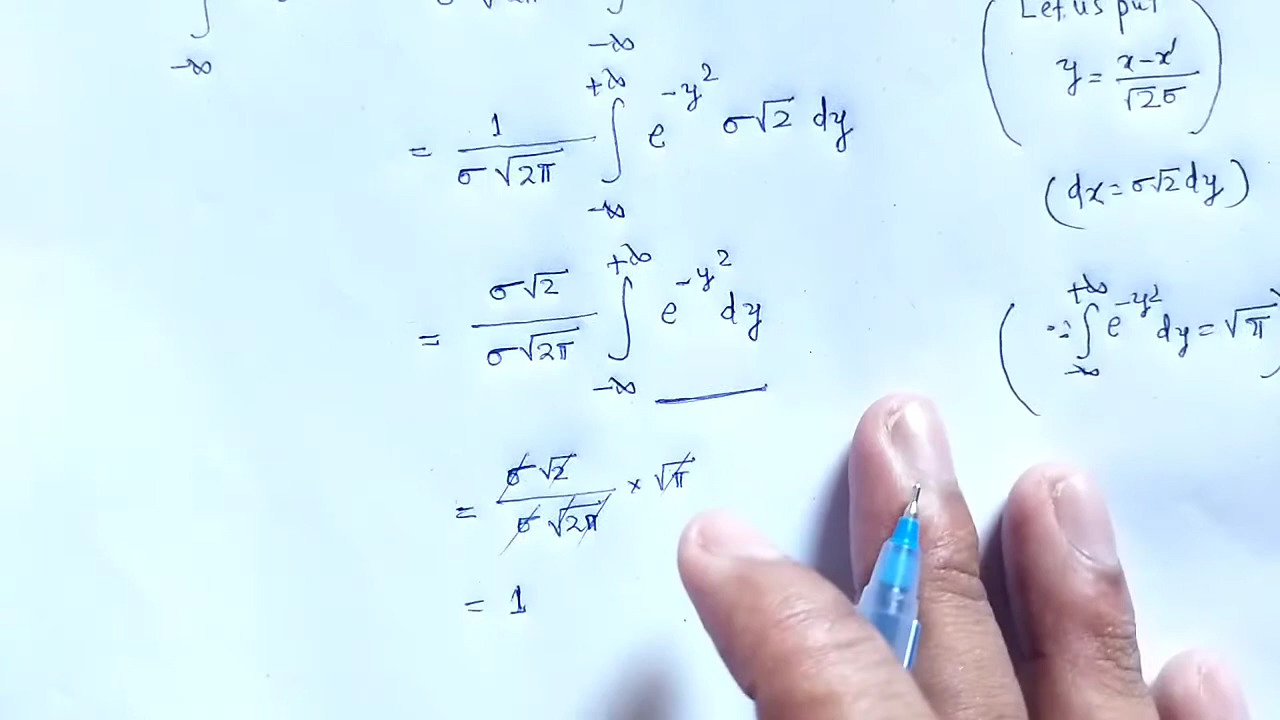 ∫
-∞
-∞
= 1/(σ√2π) ∫_{-∞}^{+∞} e^{-y²} σ√2 dy
= σ√2/(σ√2π) ∫_{-∞}^{+∞} e^{-y²} dy
= σ√2/(σ√2π) × √π
= 1
Let us put
y = (x-x')/(√2σ)
(dx = σ√2 dy)
(∵ ∫_{-∞}^{+∞} e^{-y²} dy = √π)